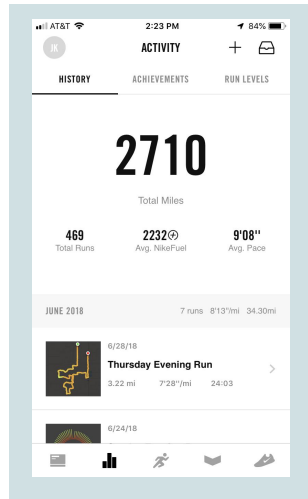 AT&T 2:23 PM 84%
JK ACTIVITY
HISTORY ACHIEVEMENTS RUN LEVELS
2710
Total Miles
469 2232 9'08''
Total Runs Avg. NikeFuel Avg. Pace
JUNE 2018 7 runs 8'13''/mi 34.30mi
6/28/18
Thursday Evening Run
3.22 mi 7'28''/mi 24:03
6/24/18